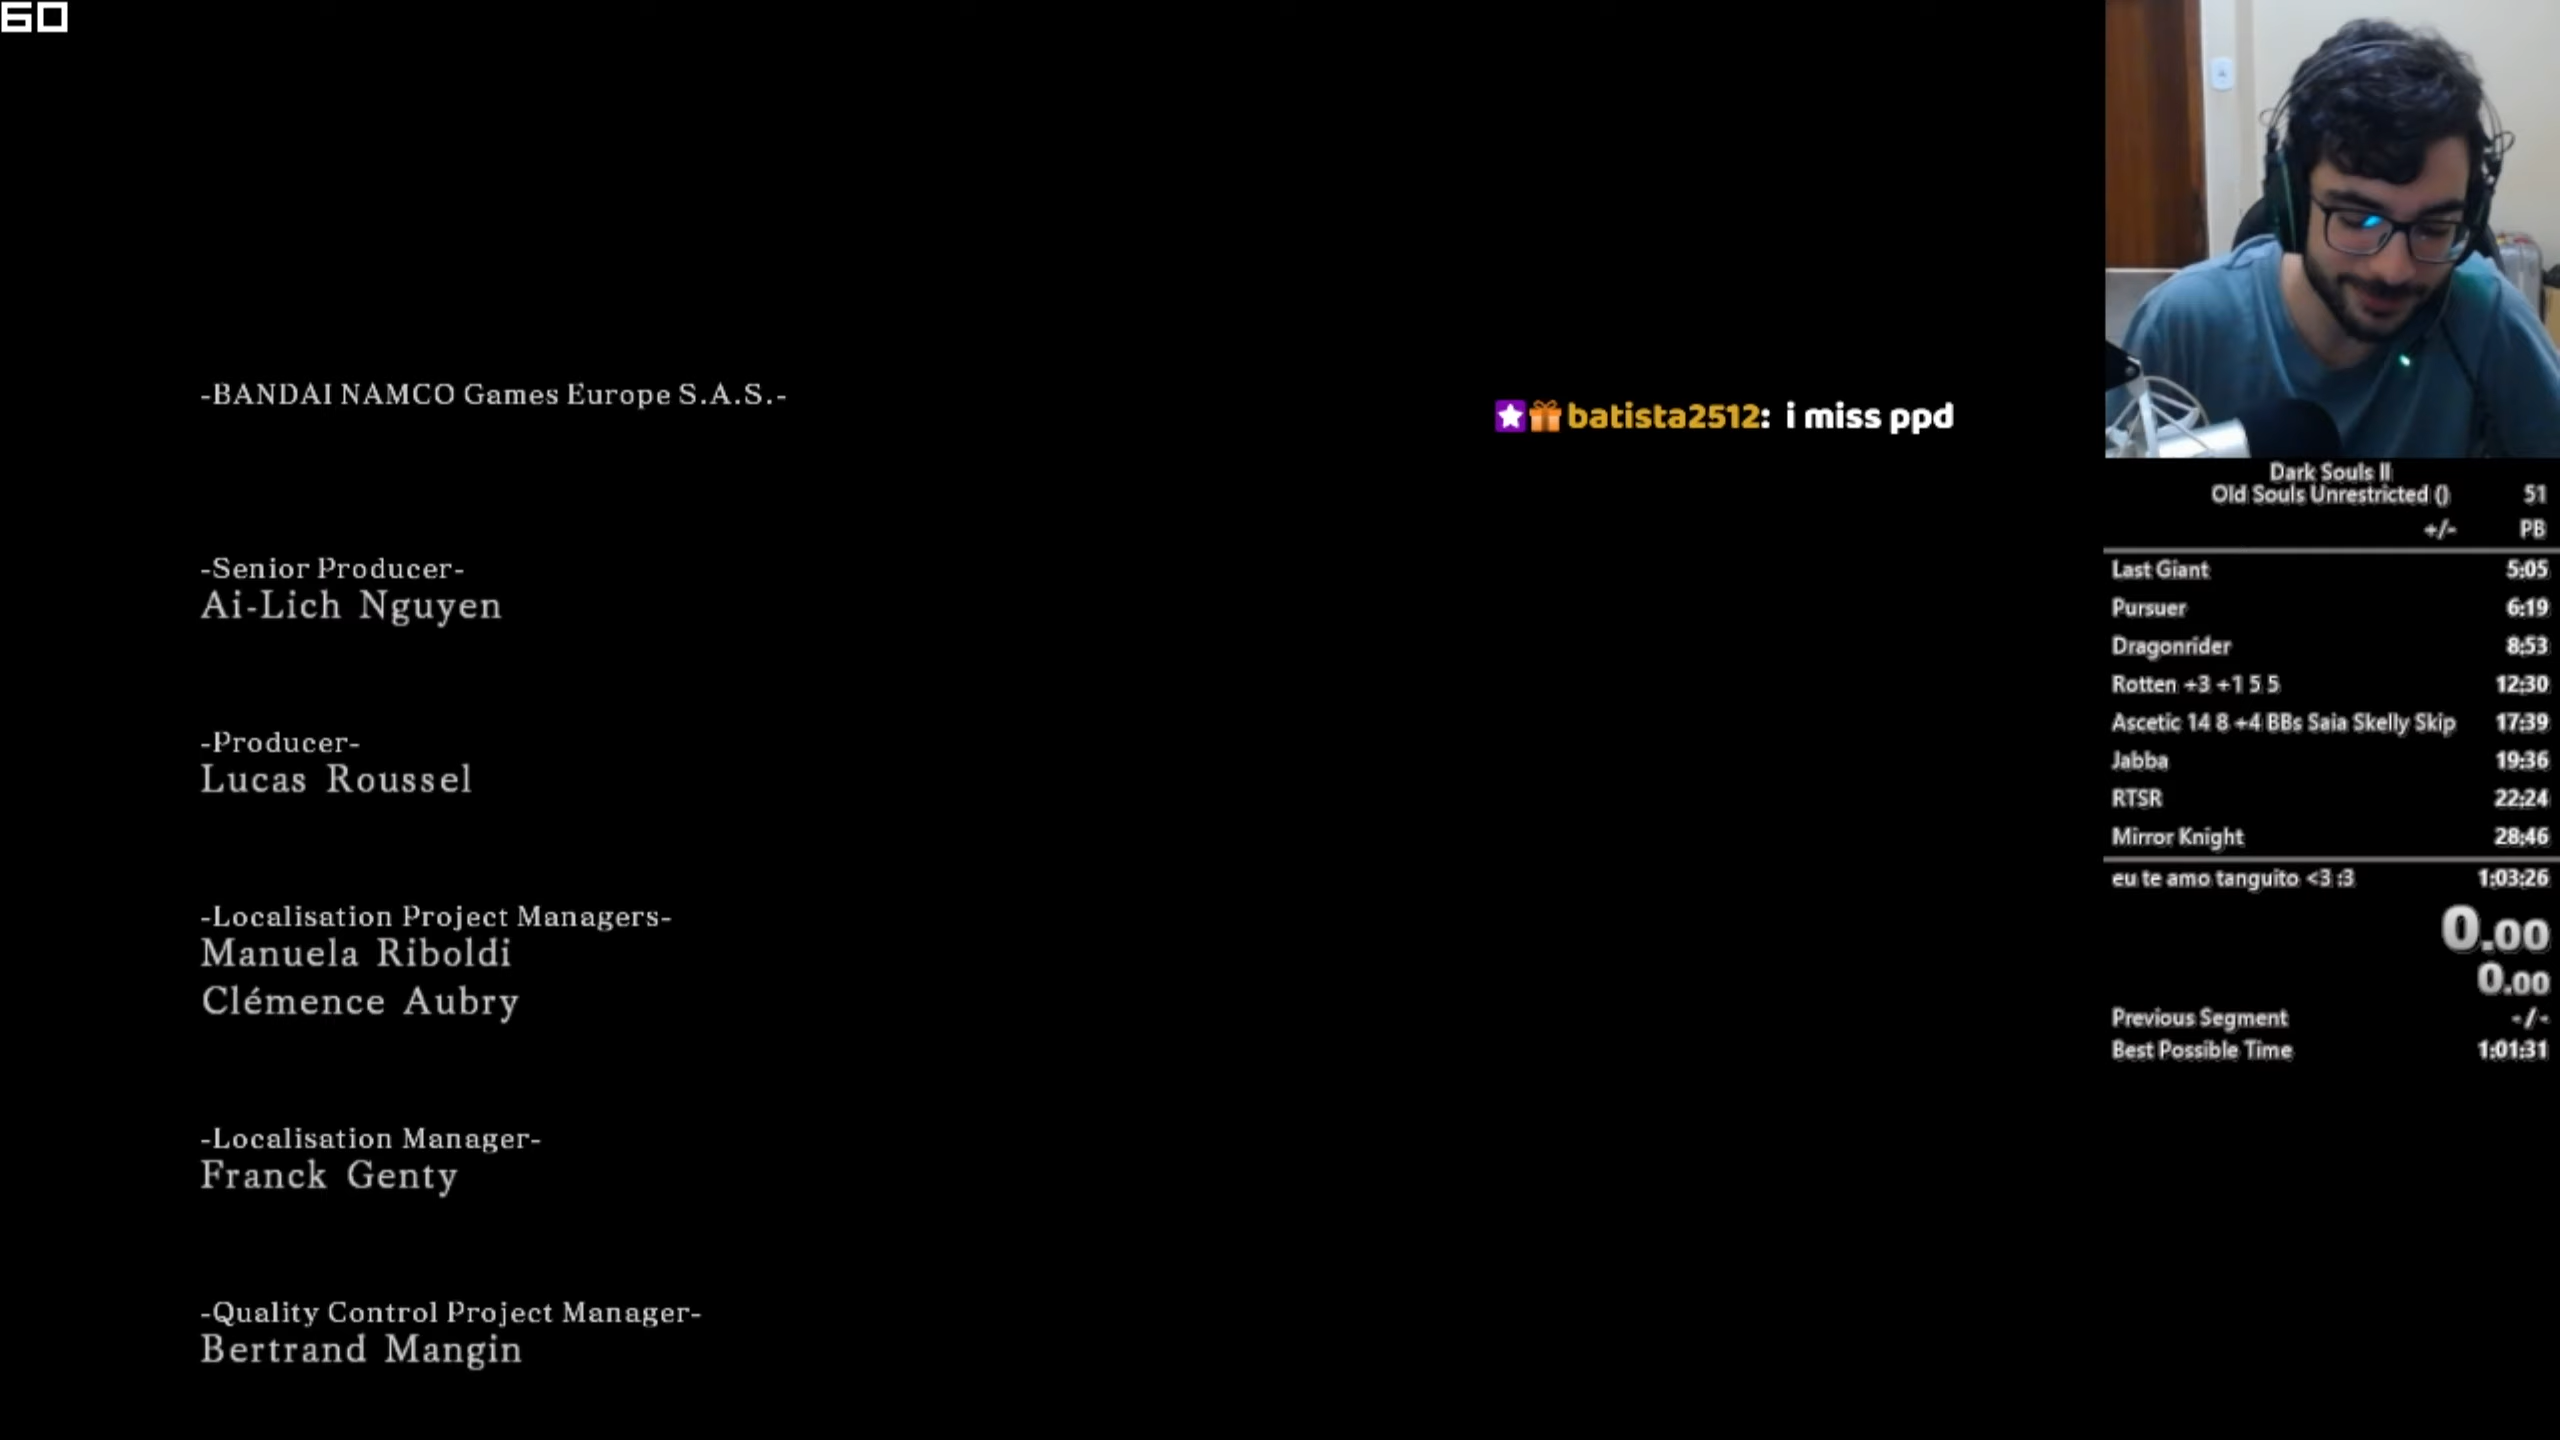 60
-BANDAI NAMCO Games Europe S.A.S.-
-Senior Producer-
Ai-Lich Nguyen
-Producer-
Lucas Roussel
-Localisation Project Managers-
Manuela Riboldi
Clémence Aubry
-Localisation Manager-
Franck Genty
-Quality Control Project Manager-
Bertrand Mangin
batista2512: i miss ppd
Dark Souls II
Old Souls Unrestricted () 51
+/- PB
Last Giant 5:05
Pursuer 6:19
Dragonrider 8:53
Rotten +3 +1 5 5 12:30
Ascetic 14 8 +4 BBs Saia Skelly Skip 17:39
Jabba 19:36
RTSR 22:24
Mirror Knight 28:46
eu te amo tanguito <3 :3 1:03:26
0.00
0.00
Previous Segment - / -
Best Possible Time 1:01:31